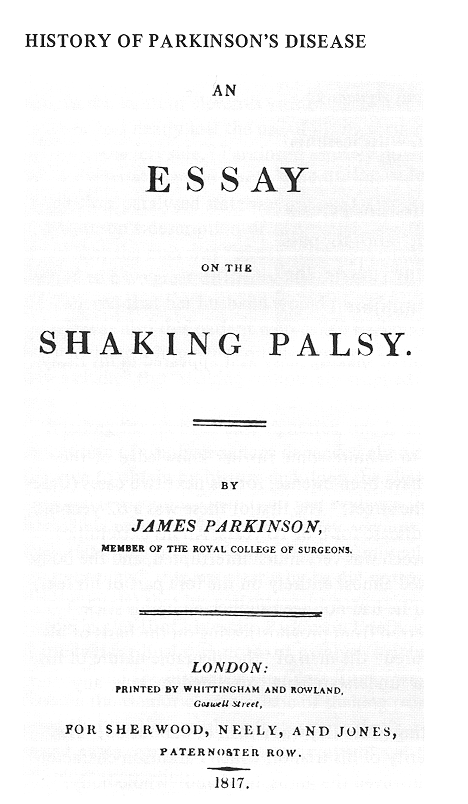 HISTORY OF PARKINSON'S DISEASE
AN
ESSAY
ON THE
SHAKING PALSY.
BY
JAMES PARKINSON,
MEMBER OF THE ROYAL COLLEGE OF SURGEONS.
LONDON:
PRINTED BY WHITTINGHAM AND ROWLAND,
Goswell Street,
FOR SHERWOOD, NEELY, AND JONES,
PATERNOSTER ROW.
1817.